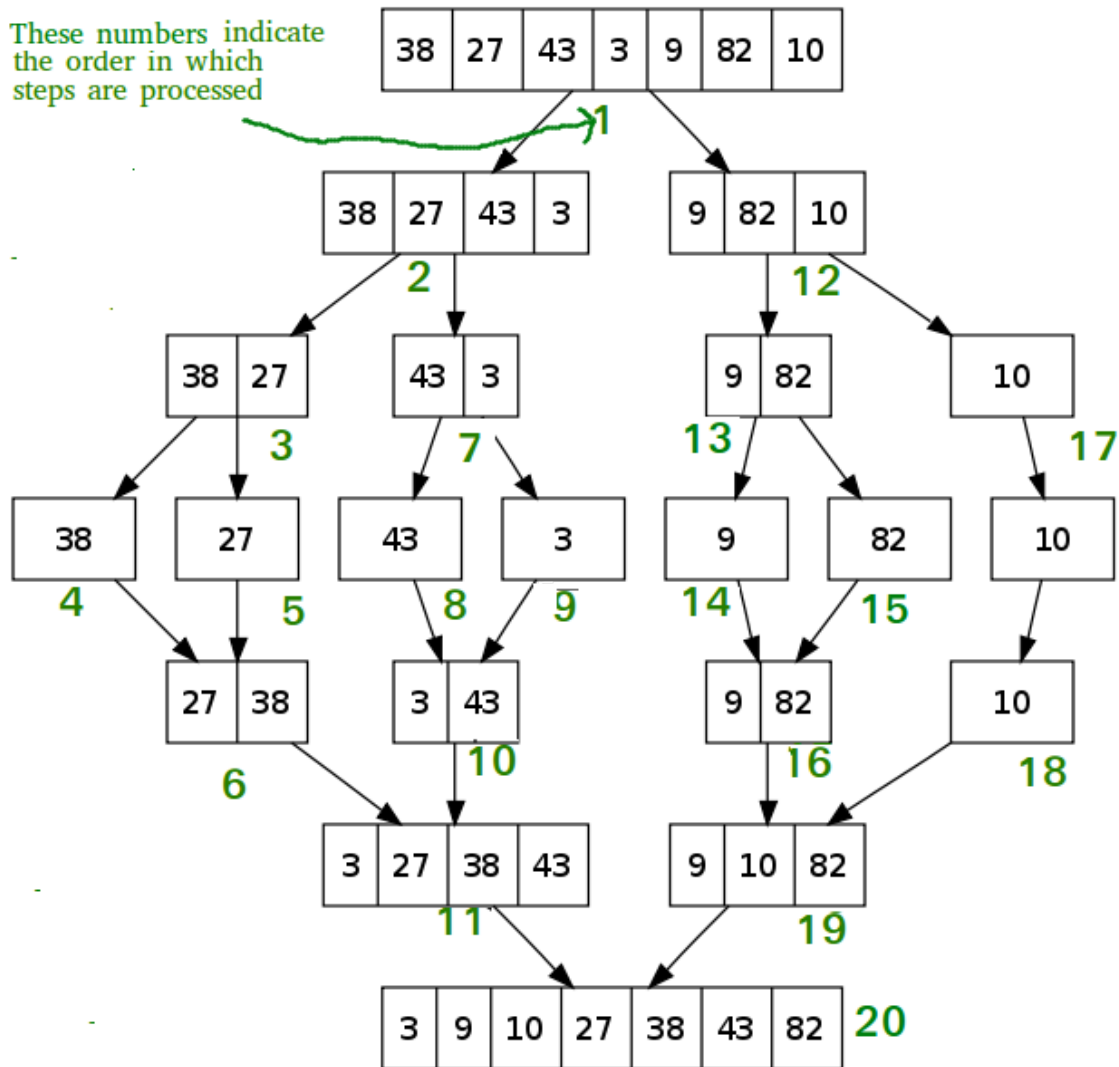 These numbers indicate
the order in which
steps are processed
38 27 43 3 9 82 10
1
38 27 43 3 9 82 10
2 12
38 27 43 3 9 82 10
3 7 13 17
38 27 43 3 9 82 10
4 5 8 9 14 15
27 38 3 43 9 82 10
6 10 16 18
3 27 38 43 9 10 82
11 19
3 9 10 27 38 43 82 20